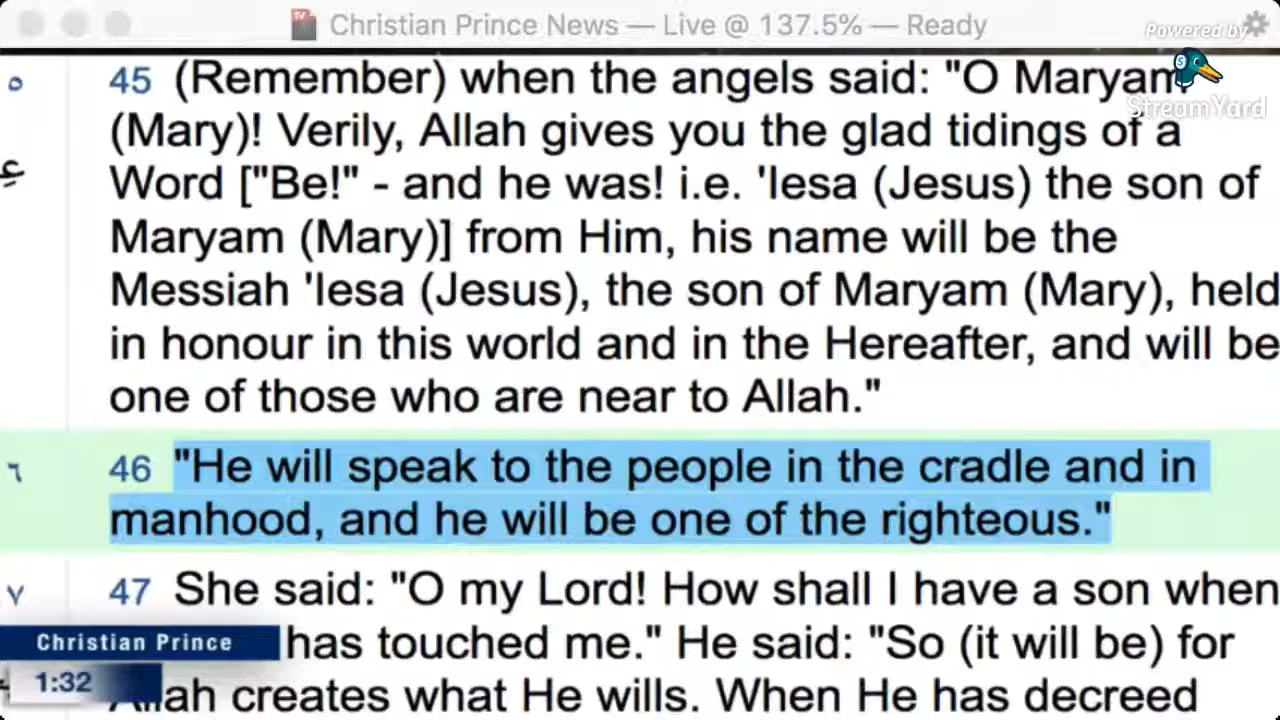 Christian Prince News — Live @ 137.5% — Ready
Powered by
StreamYard
45 (Remember) when the angels said: "O Maryam
(Mary)! Verily, Allah gives you the glad tidings of a
Word ["Be!" - and he was! i.e. 'Iesa (Jesus) the son of
Maryam (Mary)] from Him, his name will be the
Messiah 'Iesa (Jesus), the son of Maryam (Mary), held
in honour in this world and in the Hereafter, and will be
one of those who are near to Allah."
٦ 46 "He will speak to the people in the cradle and in
manhood, and he will be one of the righteous."
٧ 47 She said: "O my Lord! How shall I have a son when
has touched me." He said: "So (it will be) for
Allah creates what He wills. When He has decreed
Christian Prince
1:32